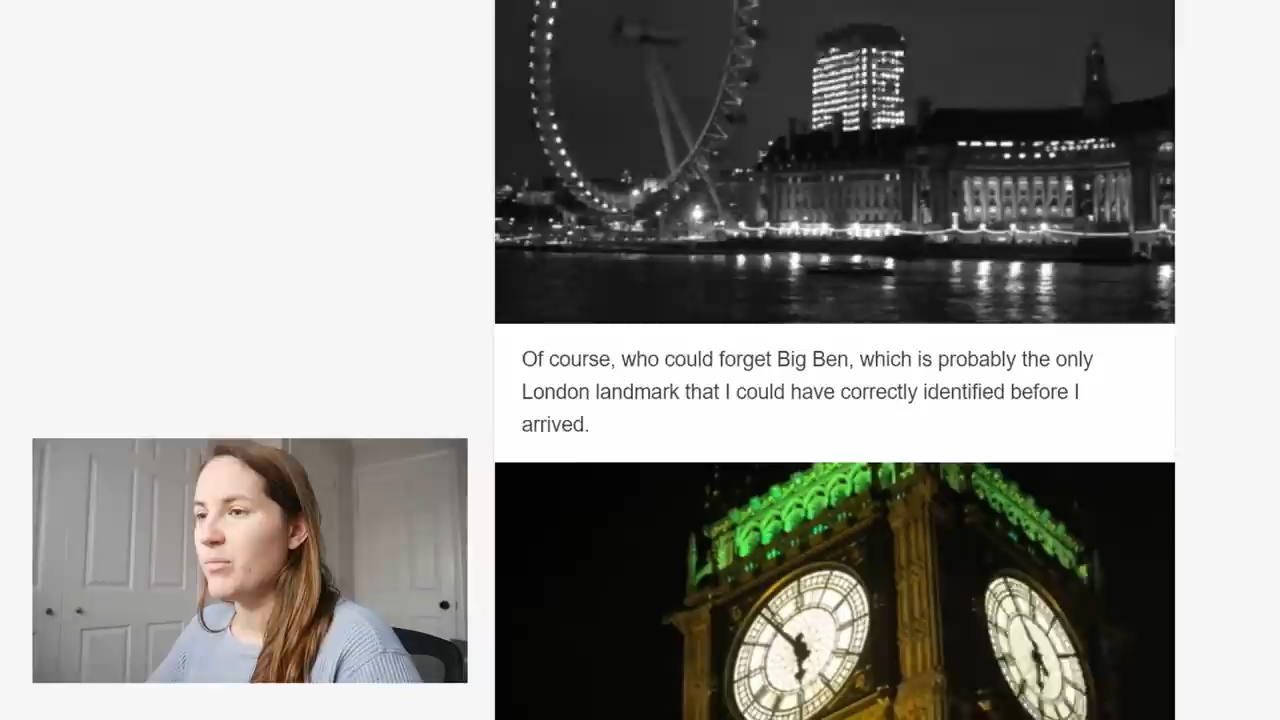 Of course, who could forget Big Ben, which is probably the only
London landmark that I could have correctly identified before I
arrived.